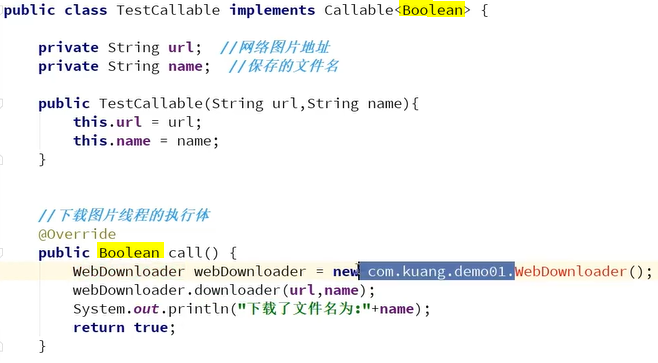 public class TestCallable implements Callable<Boolean> {
private String url;  //网络图片地址
private String name;  //保存的文件名
public TestCallable(String url,String name){
this.url = url;
this.name = name;
}
//下载图片线程的执行体
@Override
public Boolean call() {
WebDownloader webDownloader = new com.kuang.demo01.WebDownloader();
webDownloader.downloader(url,name);
System.out.println("下载了文件名为:"+name);
return true;
}